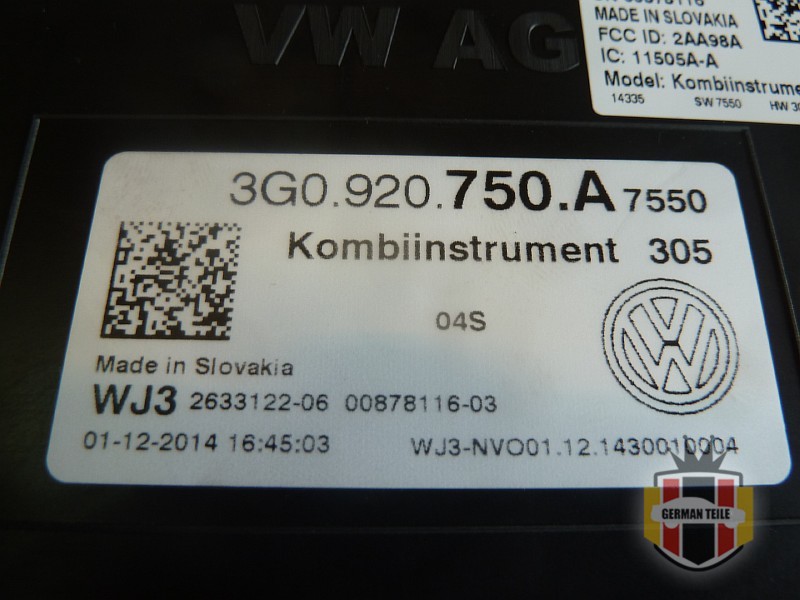 VW AG
MADE IN SLOVAKIA
FCC ID: 2AA98A
IC: 11505A-A
Model: Kombiinstrume
14335 SW 7550 HW 30
3G0.920.750.A 7550
Kombiinstrument 305
04S
Made in Slovakia
WJ3 2633122-06 00878116-03
01-12-2014 16:45:03 WJ3-NVO01.12.1430010004
GERMAN TEILE